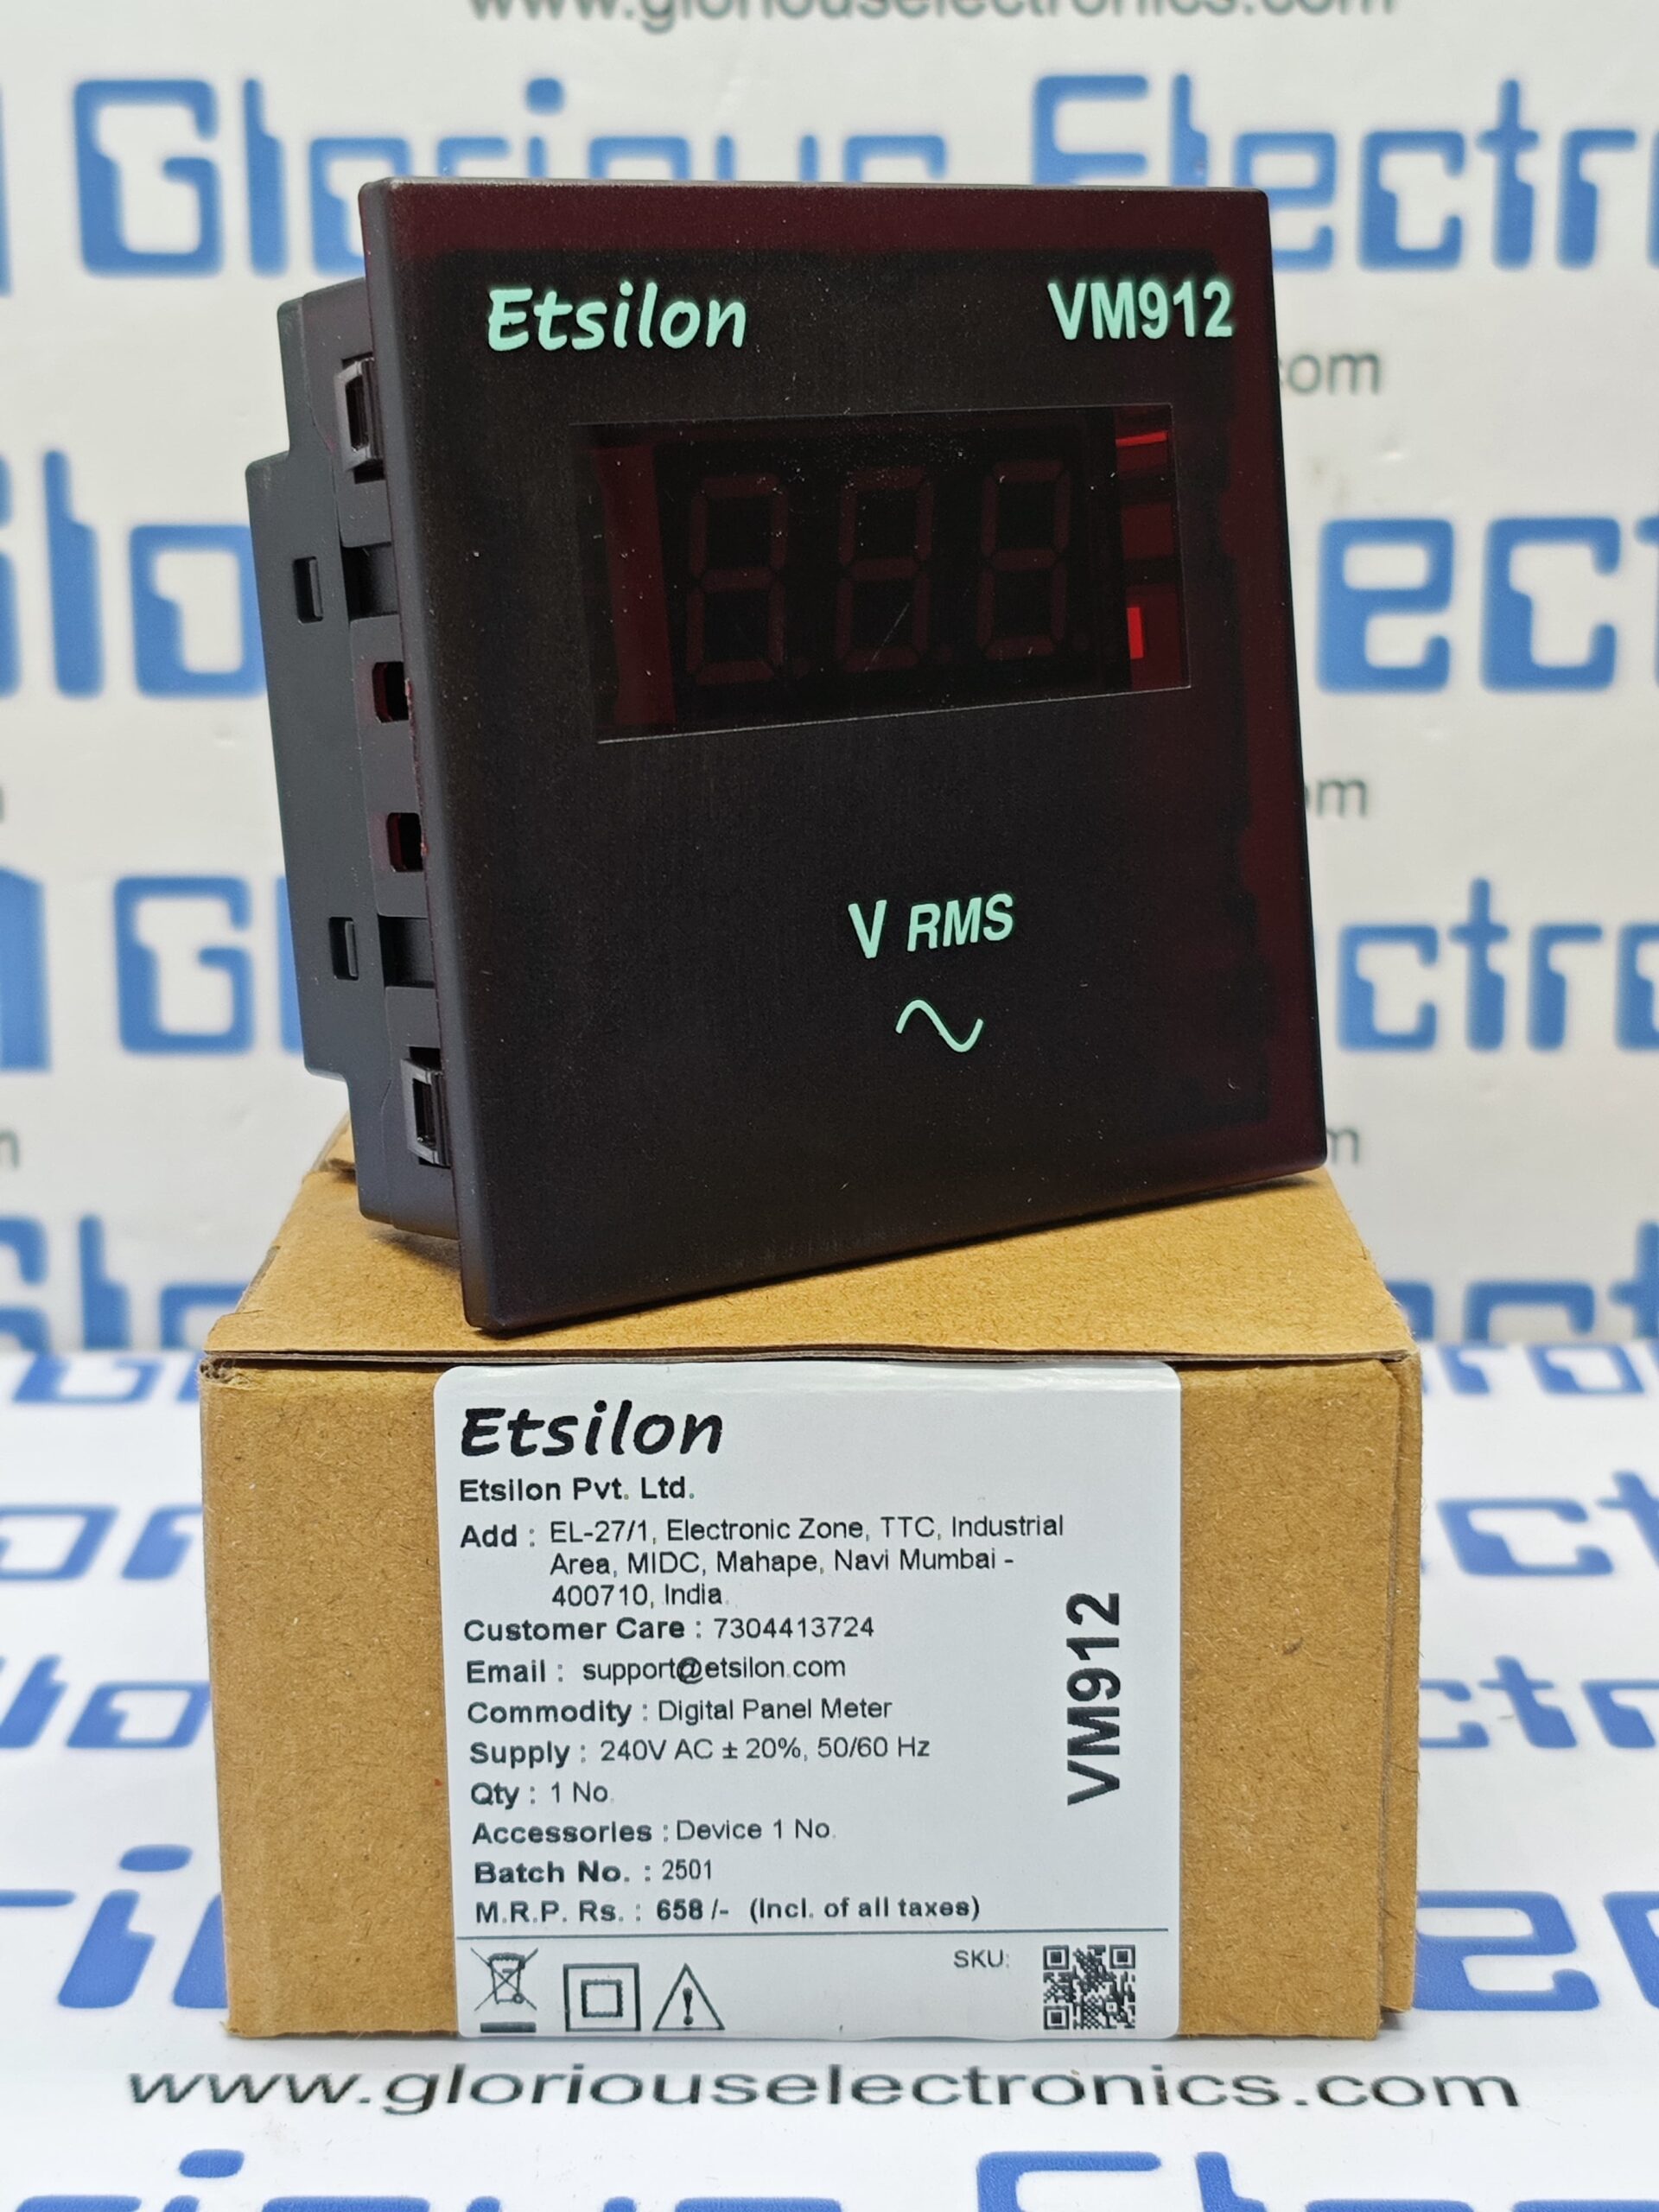 www.gloriouselectronics.com
Glorious Electro
Etsilon
VM912
V RMS
Etsilon
Etsilon Pvt. Ltd.
Add : EL-27/1, Electronic Zone, TTC, Industrial
Area, MIDC, Mahape, Navi Mumbai -
400710, India.
Customer Care : 7304413724
Email : support@etsilon.com
Commodity : Digital Panel Meter
Supply : 240V AC ± 20%, 50/60 Hz
Qty : 1 No.
Accessories : Device 1 No.
Batch No. : 2501
M.R.P. Rs. : 658 /- (Incl. of all taxes)
VM912
SKU:
www.gloriouselectronics.com